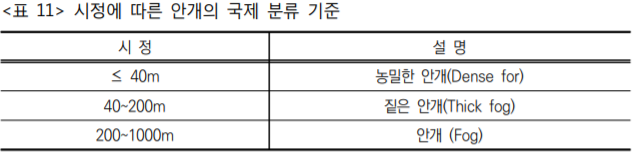 <표 11> 시정에 따른 안개의 국제 분류 기준
시 정 설 명
≤ 40m 농밀한 안개(Dense for)
40~200m 짙은 안개(Thick fog)
200~1000m 안개 (Fog)